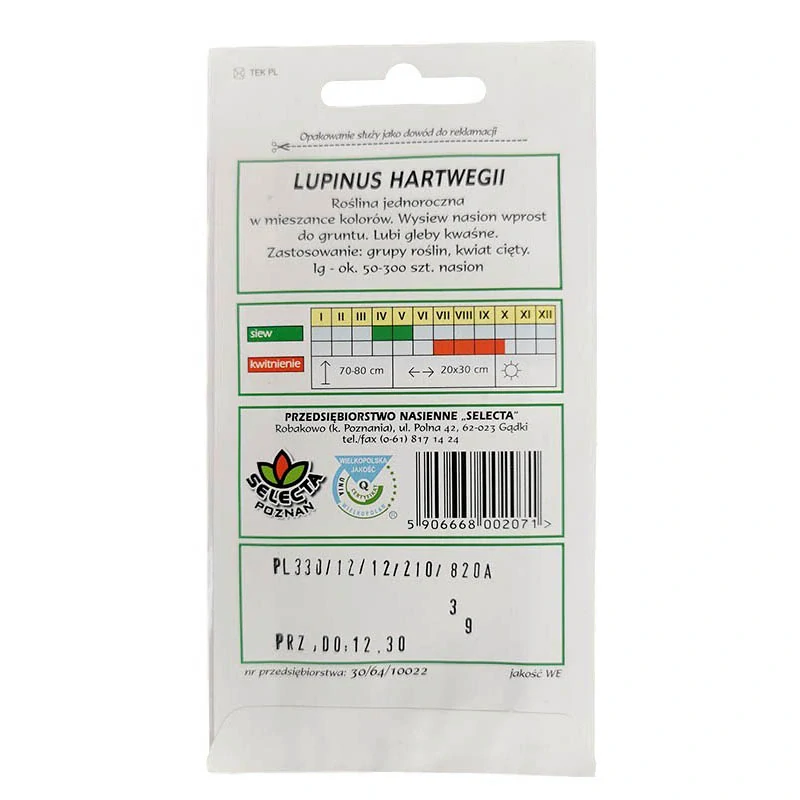 TEK PL
Opakowanie służy jako dowód do reklamacji
LUPINUS HARTWEGII
Roślina jednoroczna
w mieszance kolorów. Wysiew nasion wprost
do gruntu. Lubi gleby kwaśne.
Zastosowanie: grupy roślin, kwiat cięty.
1g - ok. 50-300 szt. nasion
I II III IV V VI VII VIII IX X XI XII
siew
kwitnienie
70-80 cm 20x30 cm
PRZEDSIĘBIORSTWO NASIENNE „SELECTA"
Robakowo (k. Poznania), ul. Polna 42, 62-023 Gądki
tel./fax (0-61) 817 14 24
SELECTA
POZNAŃ
WIELKOPOLSKA
JAKOŚĆ
Q
CERTYFIKAT
UNIA
WIELKOPOLAN
®
5 906668 002071 >
PL330/12/12/210/ 820A
3
9
PRZ.DO:12.30
nr przedsiębiorstwa: 30/64/10022 jakość WE